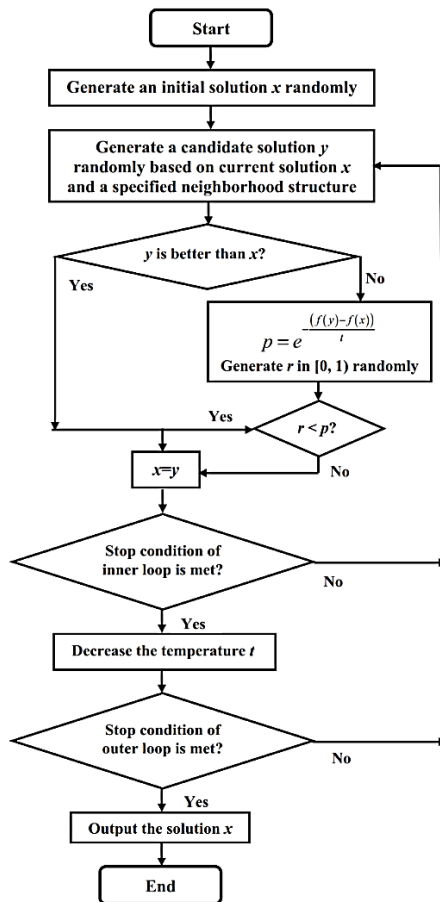 Start
Generate an initial solution x randomly
Generate a candidate solution y
randomly based on current solution x
and a specified neighborhood structure
y is better than x?
Yes
No
p = e^{-(f(y)-f(x))/t}
Generate r in [0, 1) randomly
Yes
r < p?
x=y
No
Stop condition of
inner loop is met?
No
Yes
Decrease the temperature t
Stop condition of
outer loop is met?
No
Yes
Output the solution x
End